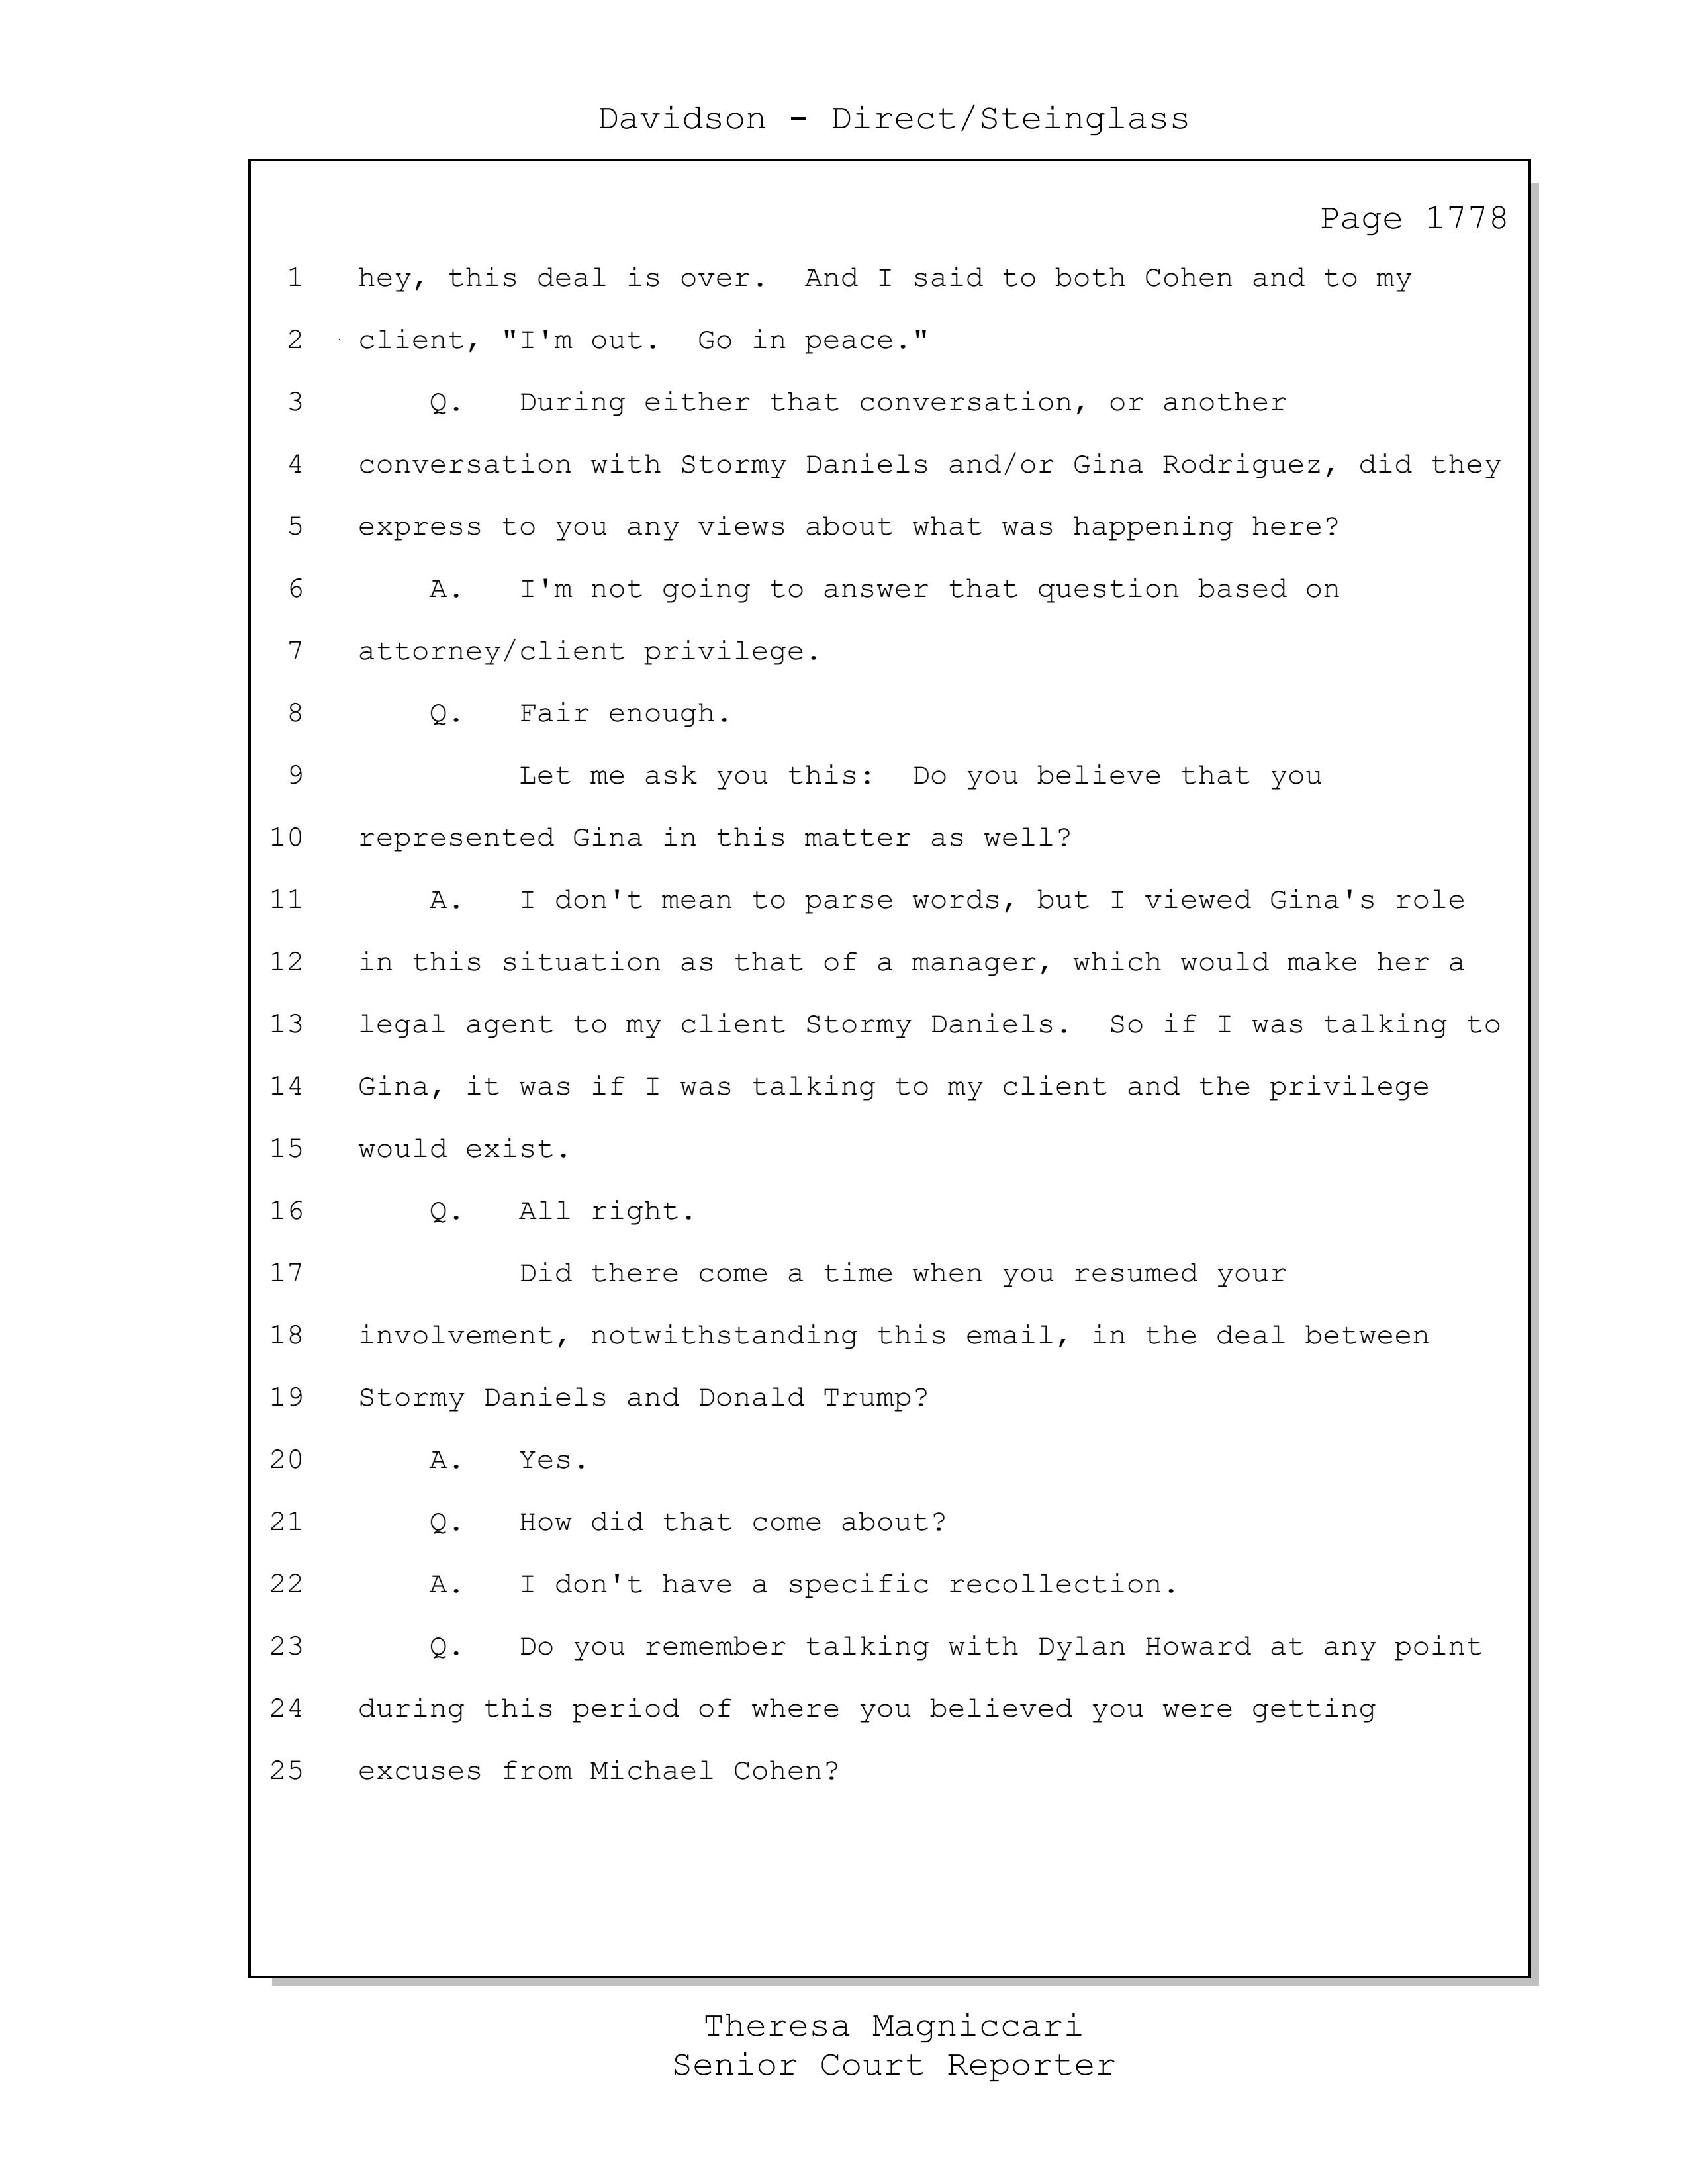 Davidson - Direct/Steinglass
Page 1778
1 hey, this deal is over. And I said to both Cohen and to my
2 client, "I'm out. Go in peace."
3 Q. During either that conversation, or another
4 conversation with Stormy Daniels and/or Gina Rodriguez, did they
5 express to you any views about what was happening here?
6 A. I'm not going to answer that question based on
7 attorney/client privilege.
8 Q. Fair enough.
9 Let me ask you this: Do you believe that you
10 represented Gina in this matter as well?
11 A. I don't mean to parse words, but I viewed Gina's role
12 in this situation as that of a manager, which would make her a
13 legal agent to my client Stormy Daniels. So if I was talking to
14 Gina, it was if I was talking to my client and the privilege
15 would exist.
16 Q. All right.
17 Did there come a time when you resumed your
18 involvement, notwithstanding this email, in the deal between
19 Stormy Daniels and Donald Trump?
20 A. Yes.
21 Q. How did that come about?
22 A. I don't have a specific recollection.
23 Q. Do you remember talking with Dylan Howard at any point
24 during this period of where you believed you were getting
25 excuses from Michael Cohen?
Theresa Magniccari
Senior Court Reporter